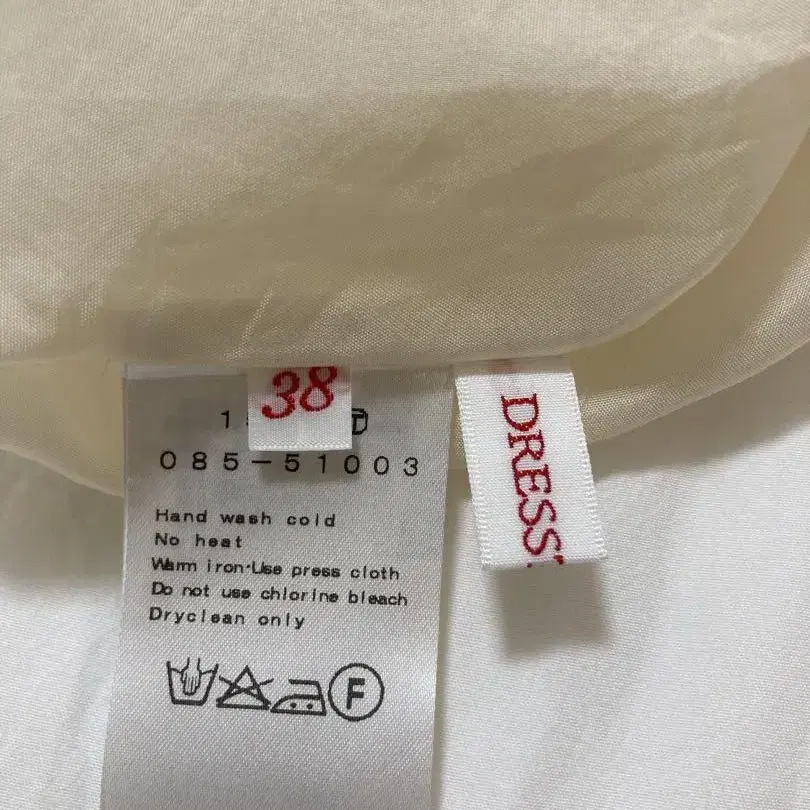 38
085-51003
Hand wash cold
No heat
Warm iron·Use press cloth
Do not use chlorine bleach
Dryclean only
F
DRESS'